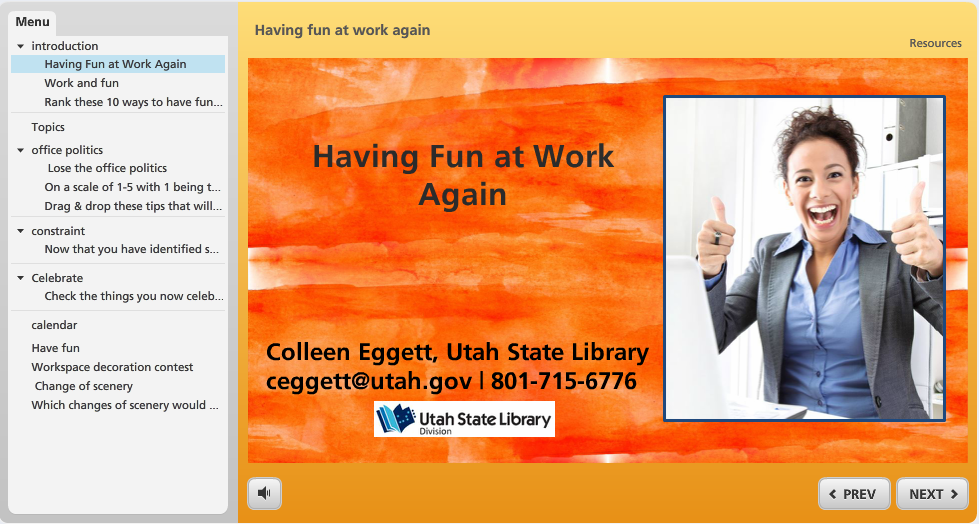 Menu
introduction
Having Fun at Work Again
Work and fun
Rank these 10 ways to have fun...
Topics
office politics
Lose the office politics
On a scale of 1-5 with 1 being t...
Drag & drop these tips that will...
constraint
Now that you have identified s...
Celebrate
Check the things you now celeb...
calendar
Have fun
Workspace decoration contest
Change of scenery
Which changes of scenery would ...
Having fun at work again
Resources
Having Fun at Work
Again
Colleen Eggett, Utah State Library
ceggett@utah.gov | 801-715-6776
Utah State Library
Division
PREV
NEXT